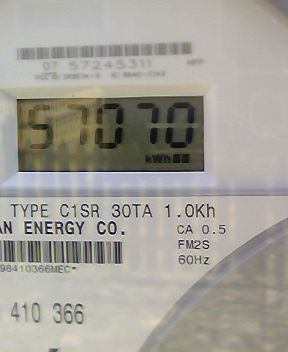 07 57245311
57070
kWh
TYPE C1SR 30TA 1.0Kh
AN ENERGY CO.
CA 0.5
FM2S
60Hz
98410366MEC*
410 366